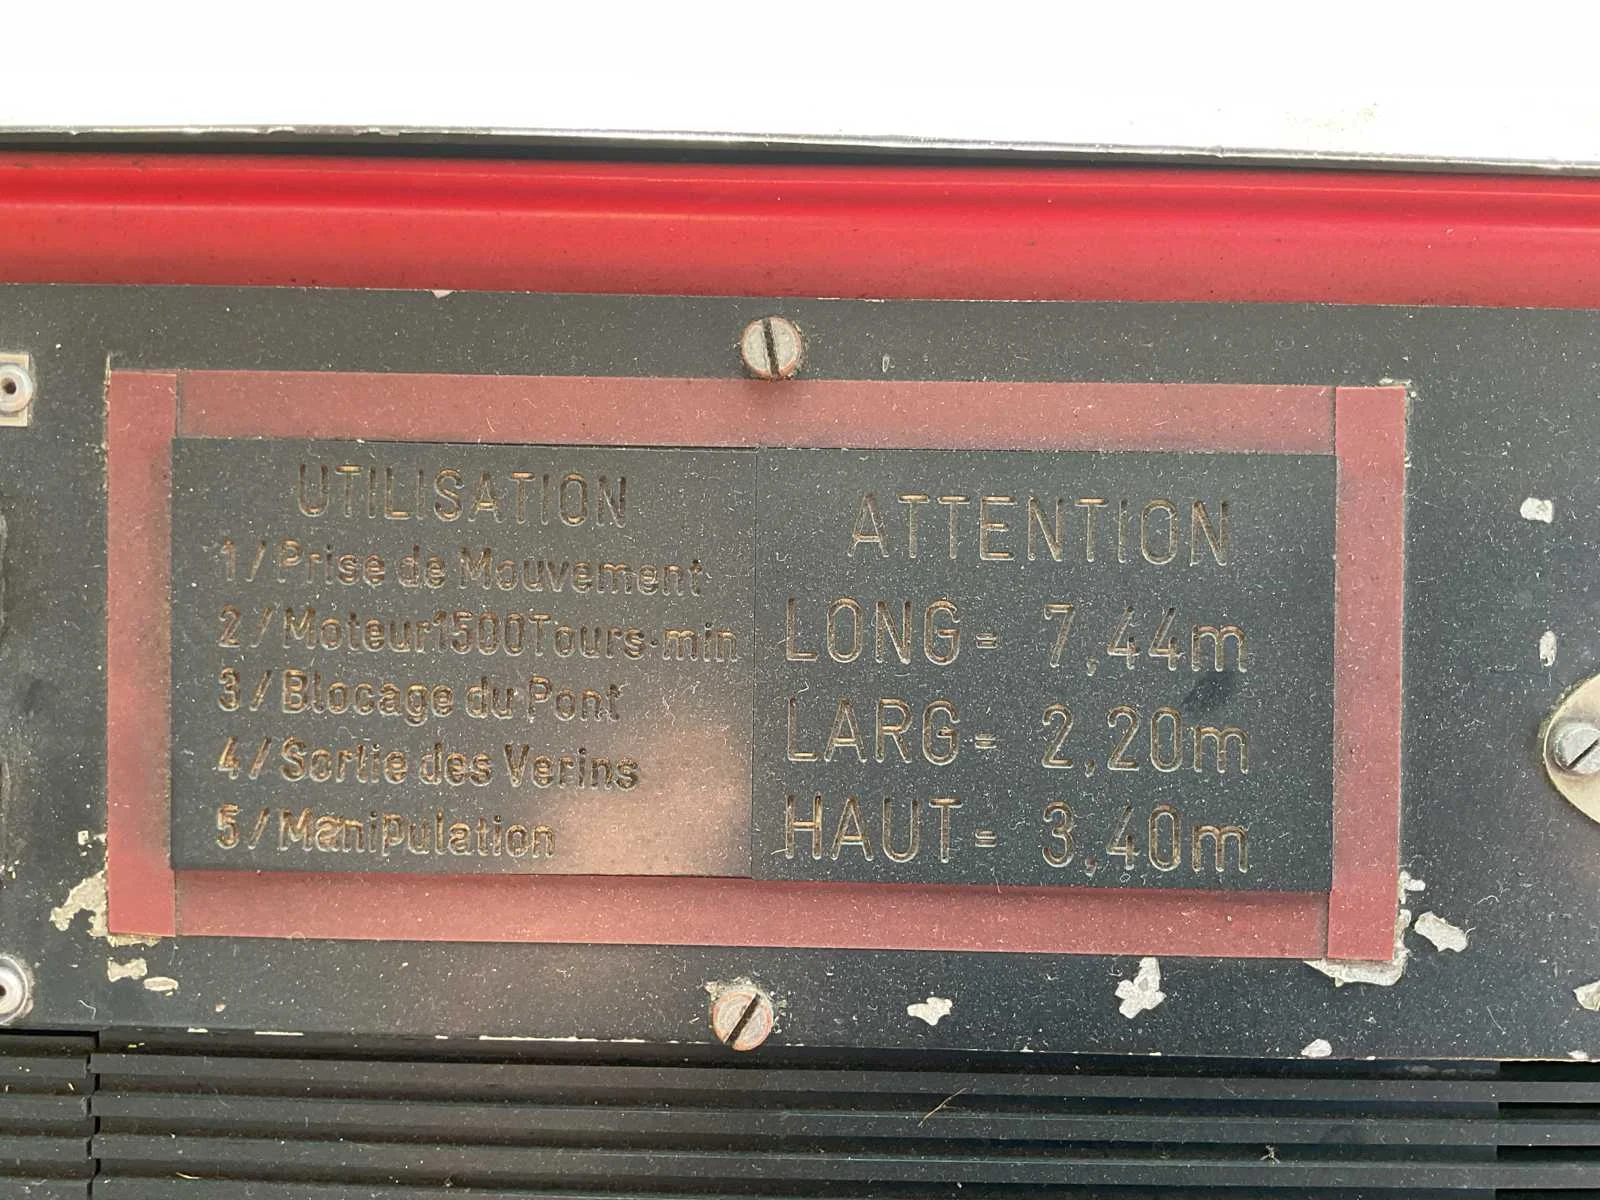 UTILISATION
1/Prise de Mouvement
2/Moteur1500Tours·min
3/Blocage du Pont
4/Sortie des Verins
5/Manipulation
ATTENTION
LONG= 7,44m
LARG= 2,20m
HAUT= 3,40m